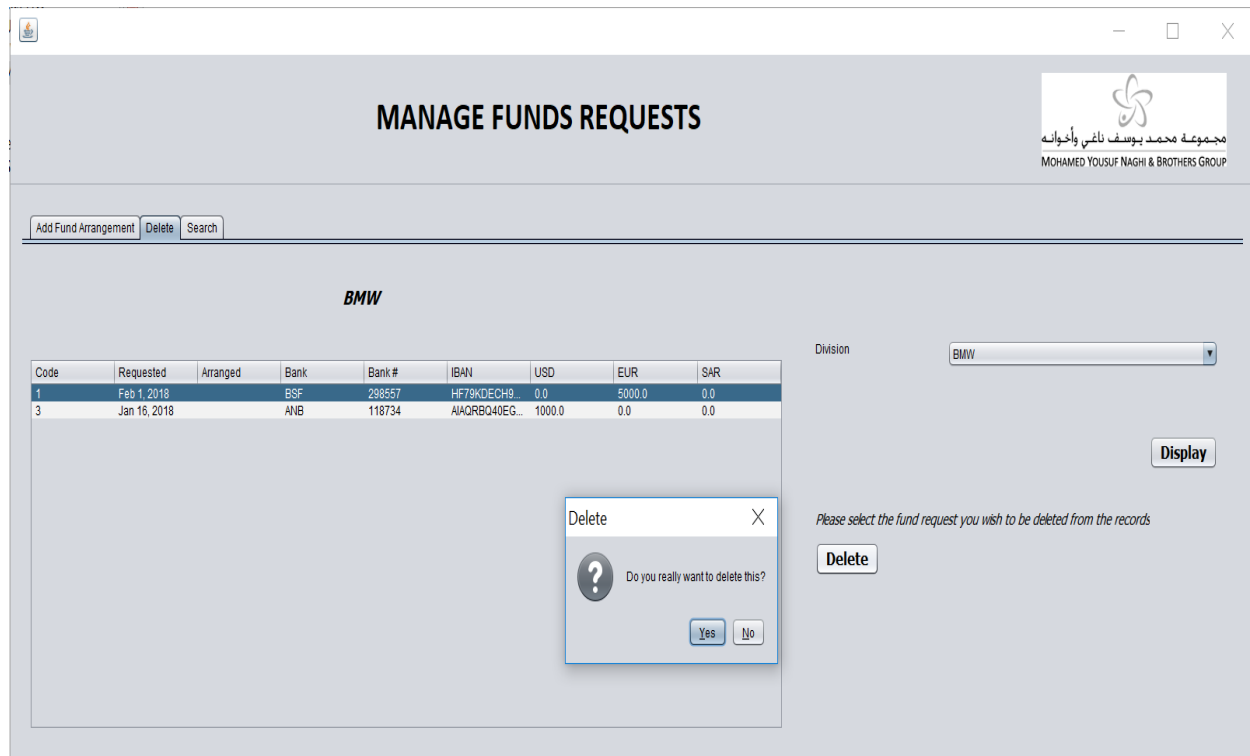 MANAGE FUNDS REQUESTS
مجموعة محمد يوسف ناغي وأخوانه
MOHAMED YOUSUF NAGHI & BROTHERS GROUP
Add Fund Arrangement Delete Search
BMW
Division BMW
Code Requested Arranged Bank Bank # IBAN USD EUR SAR
1 Feb 1, 2018 BSF 298557 HF79KDECH9... 0.0 5000.0 0.0
3 Jan 16, 2018 ANB 118734 AIAQRBQ40EG... 1000.0 0.0 0.0
Display
Delete
Do you really want to delete this?
Yes No
Please select the fund request you wish to be deleted from the records
Delete